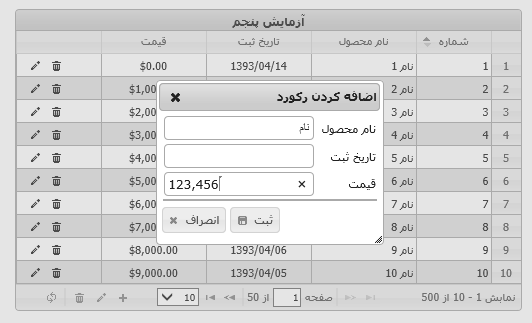 آزمایش پنجم
شماره نام محصول تاریخ ثبت قیمت
1 1 نام 1 1393/04/14 $0.00
2 2 نام 2 $1,00
3 3 نام 3 $2,00
4 4 نام 4 $3,00
5 5 نام 5 $4,00
6 6 نام 6 $5,00
7 7 نام 7 $6,00
8 8 نام 8 $7,00
9 9 نام 9 1393/04/06 $8,000.00
10 10 نام 10 1393/04/05 $9,000.00
اضافه کردن رکورد
نام محصول نام
تاریخ ثبت
قیمت 123,456
ثبت انصراف
نمایش 1 - 10 از 500 صفحه 1 از 50 10